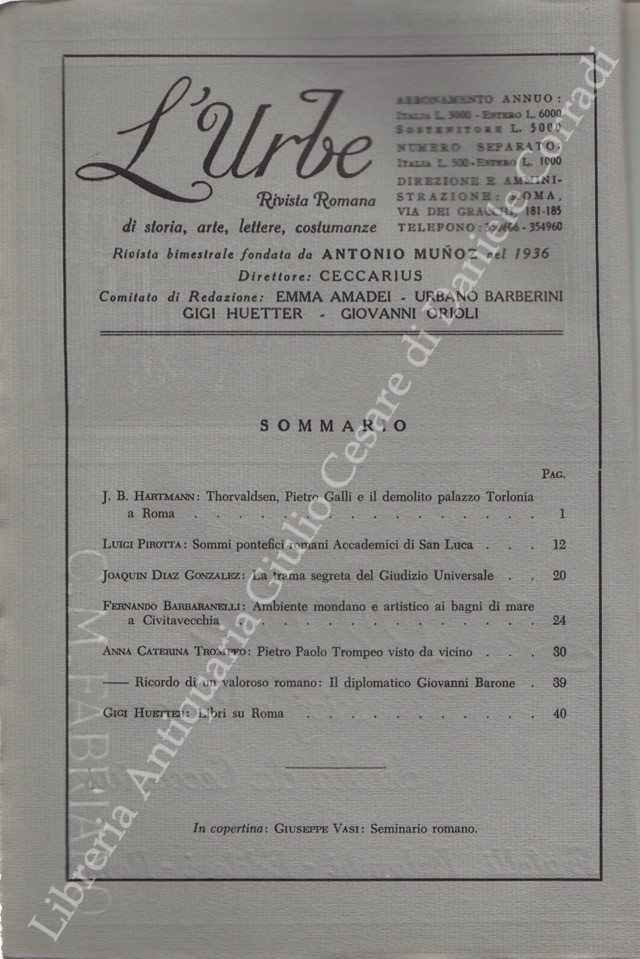 L'Urbe
Rivista Romana
di storia, arte, lettere, costumanze
ABBONAMENTO ANNUO:
ITALIA L. 3000 - ESTERO L. 6000
SOSTENITORE L. 5000
NUMERO SEPARATO:
ITALIA L. 500 - ESTERO L. 1000
DIREZIONE E AMMINI-
STRAZIONE: ROMA,
VIA DEI GRACCHI, 181-185
TELEFONO: - 354960
Rivista bimestrale fondata da ANTONIO MUÑOZ nel 1936
Direttore: CECCARIUS
Comitato di Redazione: EMMA AMADEI - URBANO BARBERINI
GIGI HUETTER - GIOVANNI ORIOLI
SOMMARIO
PAG.
J. B. HARTMANN: Thorvaldsen, Pietro Galli e il demolito palazzo Torlonia
a Roma . . . . . . . . . . . . . . . . 1
LUIGI PIROTTA: Sommi pontefici romani Accademici di San Luca . . . 12
JOAQUIN DIAZ GONZALEZ: La trama segreta del Giudizio Universale . . 20
FERNANDO BARBARANELLI: Ambiente mondano e artistico ai bagni di mare
a Civitavecchia . . . . . . . . . . . . . . 24
ANNA CATERINA TROMPEO: Pietro Paolo Trompeo visto da vicino . . . 30
—— Ricordo di un valoroso romano: Il diplomatico Giovanni Barone . 39
GIGI HUETTER: Libri su Roma . . . . . . . . . . . 40
In copertina: GIUSEPPE VASI: Seminario romano.
C. M. FABRIANO
Libreria Antiquaria Giulio Cesare di Daniele Corradi